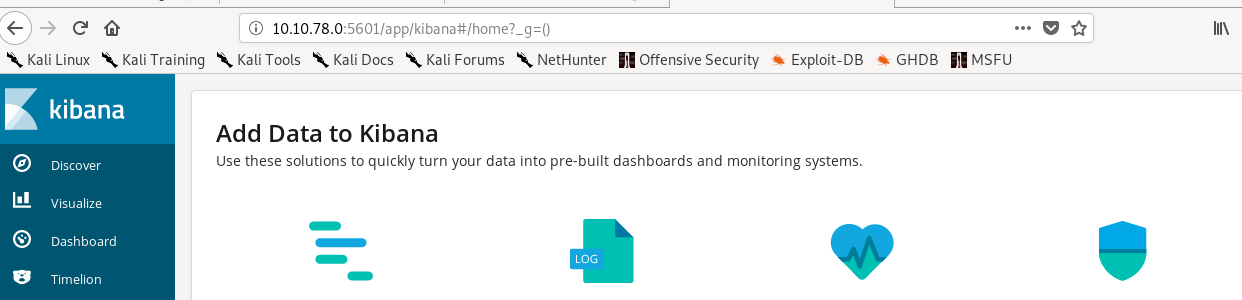 10.10.78.0:5601/app/kibana#/home?_g=()
Kali Linux Kali Training Kali Tools Kali Docs Kali Forums NetHunter Offensive Security Exploit-DB GHDB MSFU
kibana
Add Data to Kibana
Use these solutions to quickly turn your data into pre-built dashboards and monitoring systems.
Discover
Visualize
Dashboard
Timelion
LOG